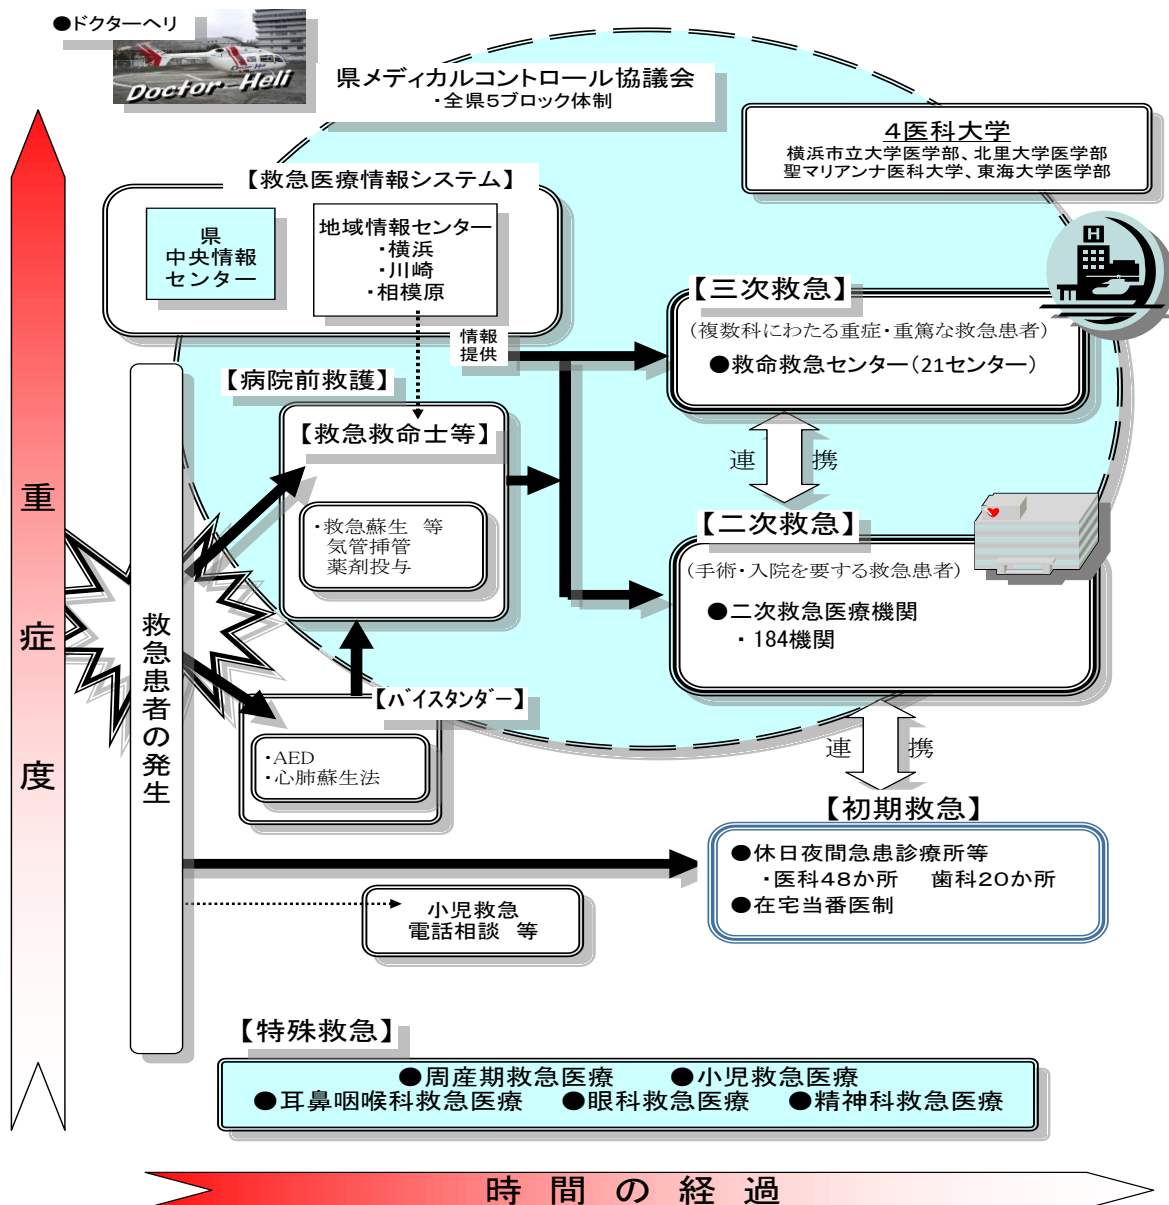 ●ドクターヘリ
Doctor-Heli
県メディカルコントロール協議会
・全県５ブロック体制
４医科大学
横浜市立大学医学部、北里大学医学部
聖マリアンナ医科大学、東海大学医学部
【救急医療情報システム】
県
中央情報
センター
地域情報センター
・横浜
・川崎
・相模原
情報
提供
【三次救急】
（複数科にわたる重症・重篤な救急患者）
●救命救急センター（21センター）
H
【病院前救護】
【救急救命士等】
・救急蘇生　等
気管挿管
薬剤投与
連　携
【二次救急】
（手術・入院を要する救急患者）
●二次救急医療機関
・184機関
重症度
救急患者の発生
【バイスタンダー】
・AED
・心肺蘇生法
連　携
【初期救急】
●休日夜間急患診療所等
・医科４８か所　歯科２０か所
●在宅当番医制
小児救急
電話相談　等
【特殊救急】
●周産期救急医療　●小児救急医療
●耳鼻咽喉科救急医療　●眼科救急医療　●精神科救急医療
時間の経過